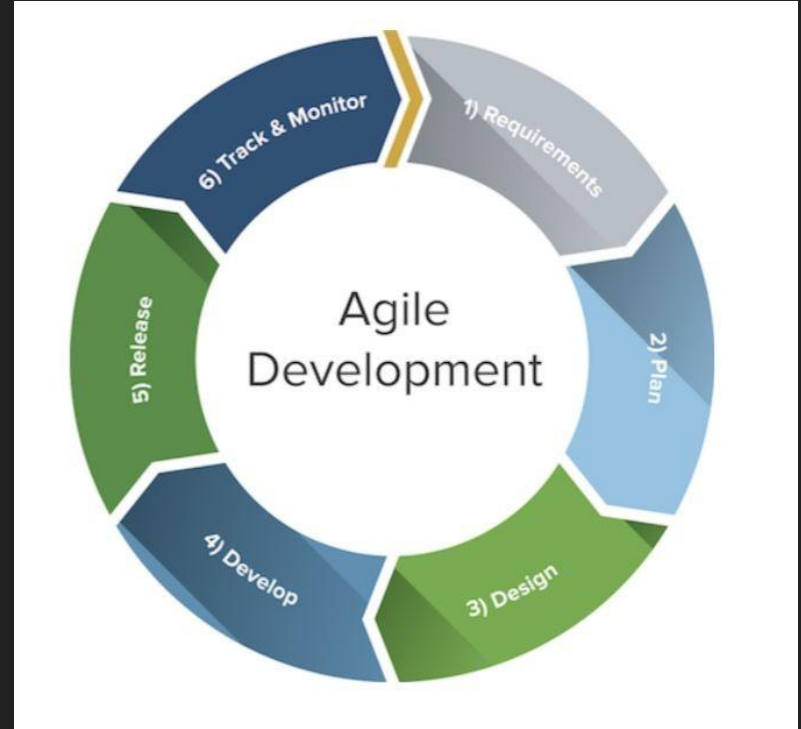 Agile
Development
1) Requirements
2) Plan
3) Design
4) Develop
5) Release
6) Track & Monitor